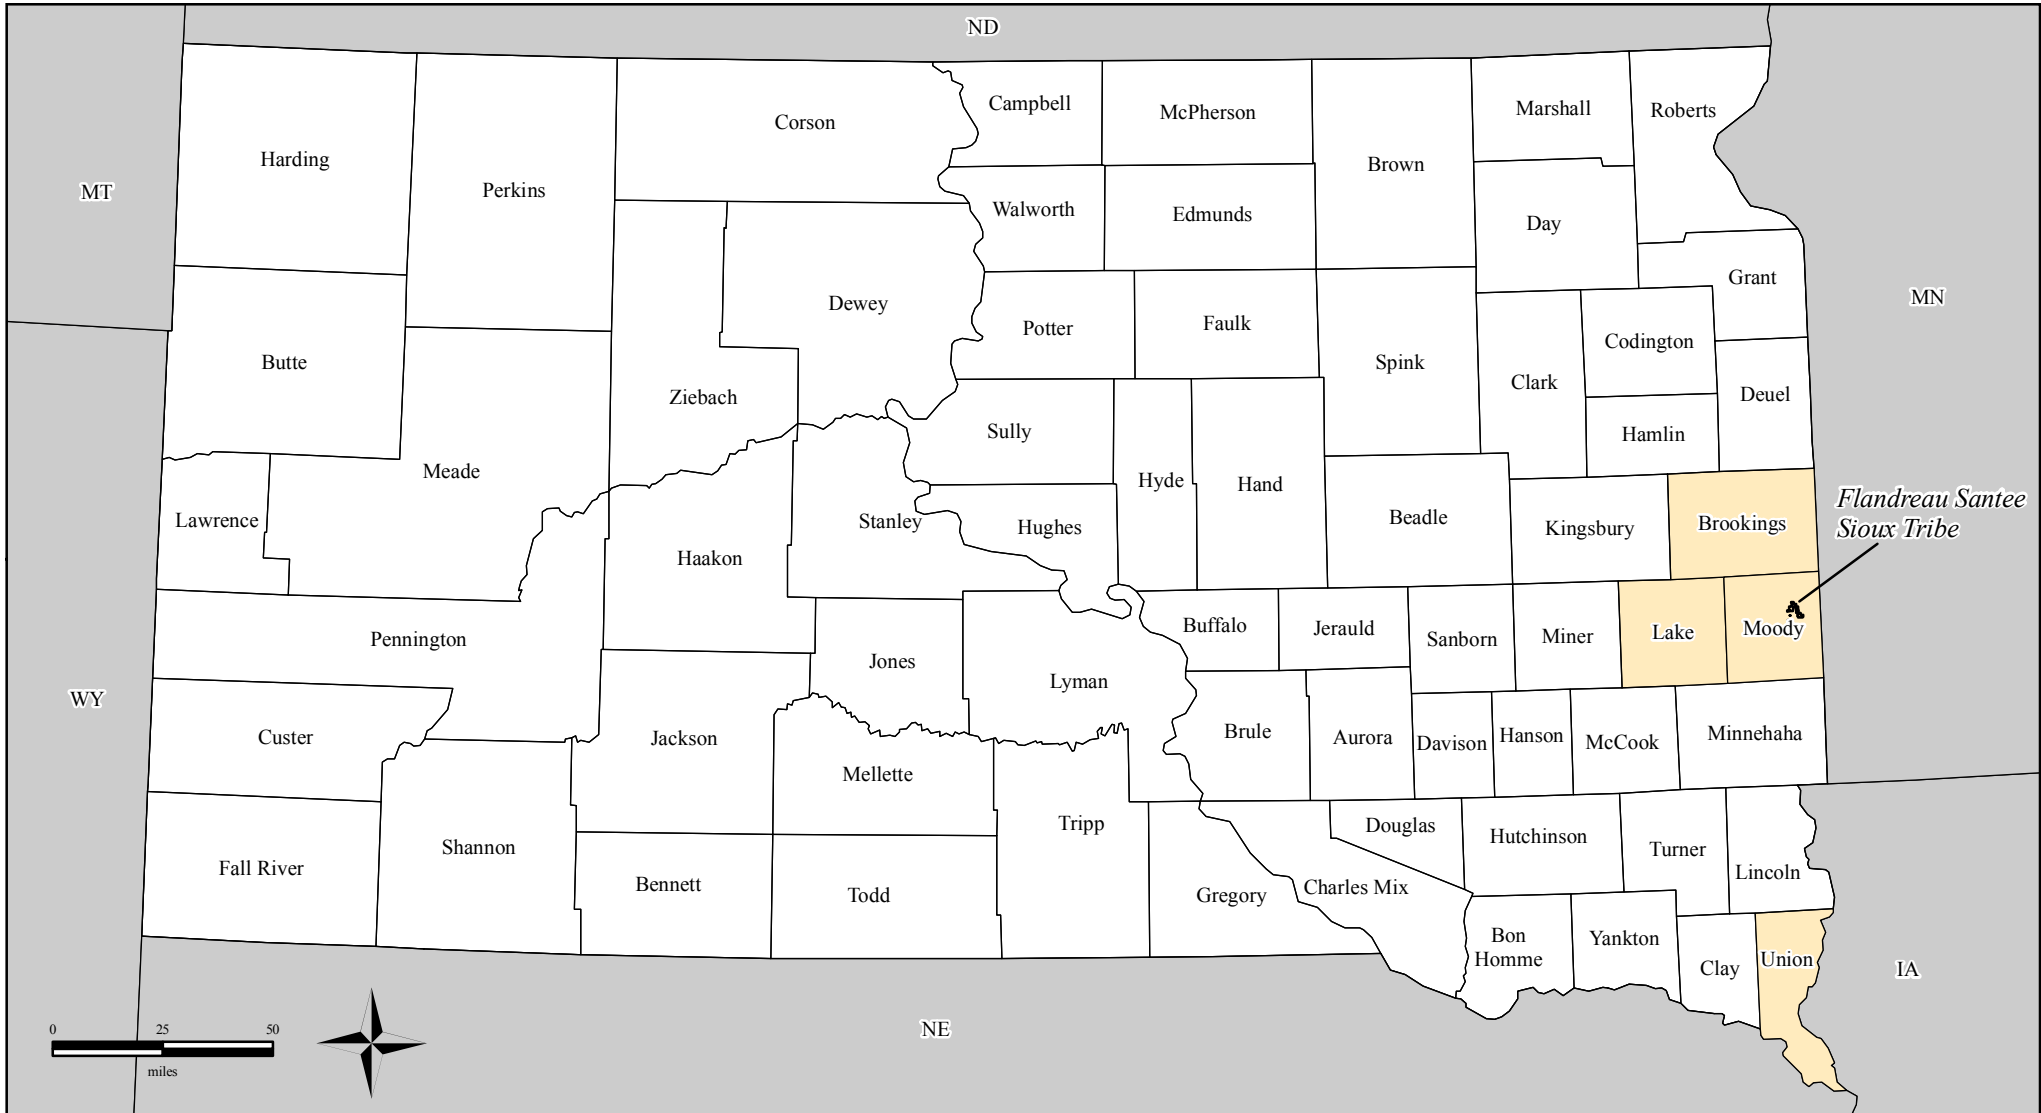 ND
Campbell
McPherson
Marshall
Roberts
Corson
Harding
Brown
MT
Perkins
Walworth
Edmunds
Day
Grant
MN
Dewey
Potter
Faulk
Codington
Butte
Spink
Clark
Deuel
Ziebach
Sully
Hamlin
Meade
Hyde
Hand
Flandreau Santee
Sioux Tribe
Lawrence
Stanley
Hughes
Beadle
Kingsbury
Brookings
Haakon
Pennington
Buffalo
Jerauld
Sanborn
Miner
Lake
Moody
Jones
Lyman
WY
Custer
Jackson
Brule
Aurora
Davison
Hanson
McCook
Minnehaha
Mellette
Tripp
Douglas
Hutchinson
Shannon
Turner
Fall River
Lincoln
Bennett
Todd
Gregory
Charles Mix
Bon
Homme
Yankton
Clay
Union
IA
NE
0 25 50
miles